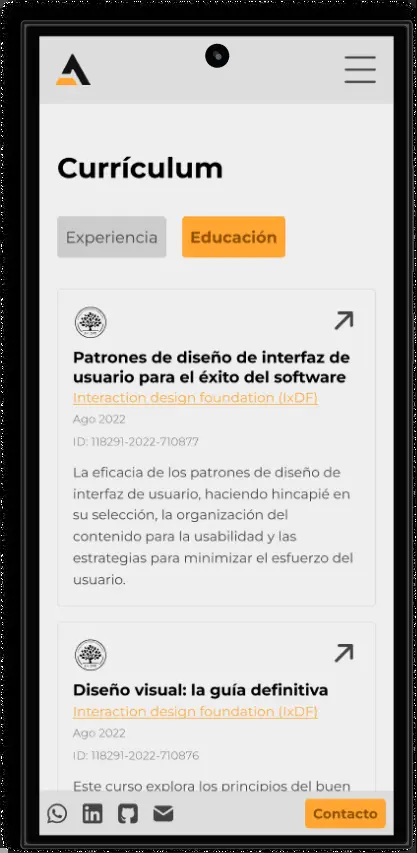 Currículum
Experiencia
Educación
Patrones de diseño de interfaz de
usuario para el éxito del software
Interaction design foundation (IxDF)
Ago 2022
ID: 118291-2022-710877
La eficacia de los patrones de diseño de
interfaz de usuario, haciendo hincapié en
su selección, la organización del
contenido para la usabilidad y las
estrategias para minimizar el esfuerzo del
usuario.
Diseño visual: la guía definitiva
Interaction design foundation (IxDF)
Ago 2022
ID: 118291-2022-710876
Este curso explora los principios del buen
Contacto